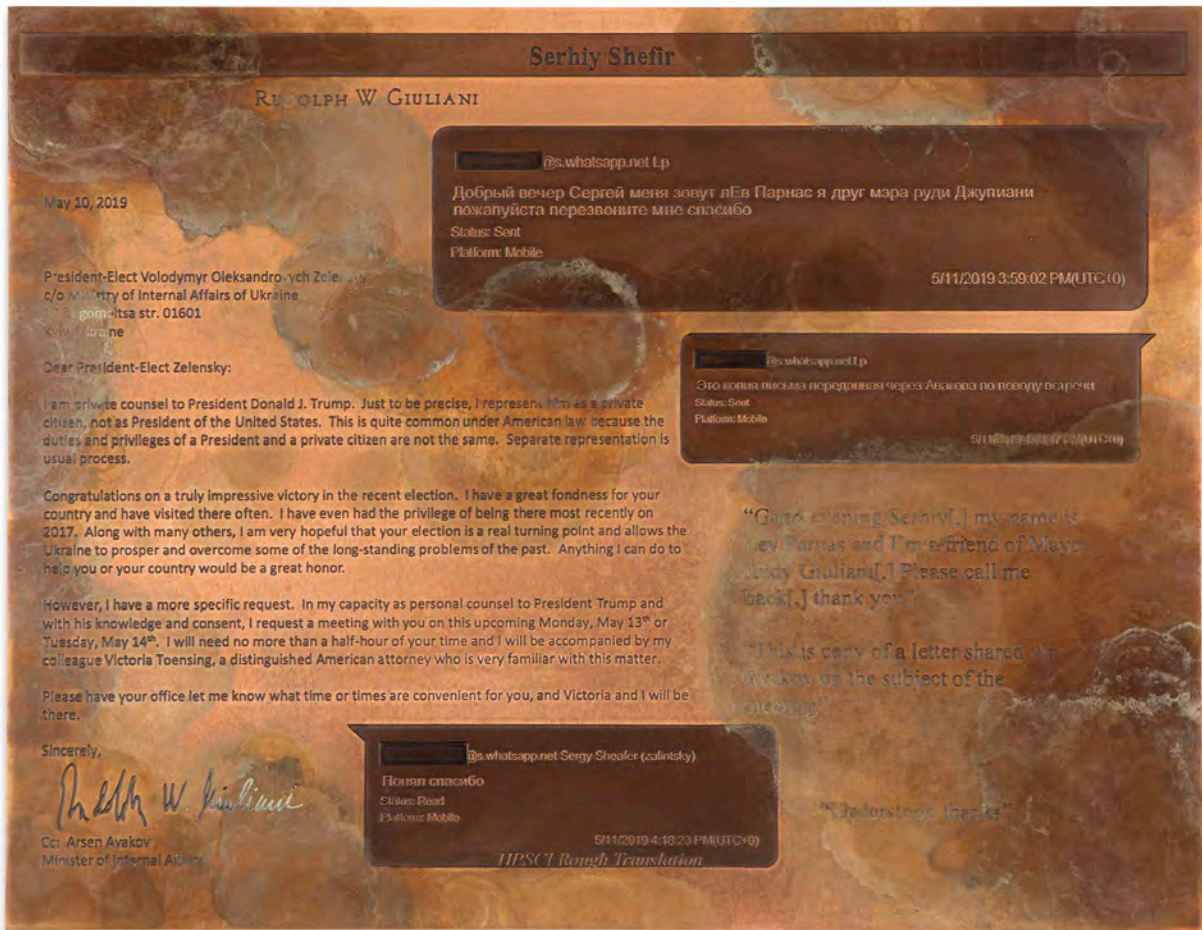 Serhiy Shefir
RUDOLPH W GIULIANI
@s.whatsapp.net Lp
Добрый вечер Сергей меня зовут лЕв Парнас я друг мэра руди Джулиани
пожалуйста перезвоните мне спасибо
Status: Sent
Platform: Mobile
5/11/2019 3:59:02 PM(UTC+0)
May 10, 2019
President-Elect Volodymyr Oleksandrovych
c/o Ministry of Internal Affairs of Ukraine
str. 01601
Dear President-Elect Zelensky:
I am private counsel to President Donald J. Trump. Just to be precise, I represent him as a private
citizen, not as President of the United States. This is quite common under American law because the
duties and privileges of a President and a private citizen are not the same. Separate representation is
usual process.
Congratulations on a truly impressive victory in the recent election. I have a great fondness for your
country and have visited there often. I have even had the privilege of being there most recently on
2017. Along with many others, I am very hopeful that your election is a real turning point and allows the
Ukraine to prosper and overcome some of the long-standing problems of the past. Anything I can do to
help you or your country would be a great honor.
However, I have a more specific request. In my capacity as personal counsel to President Trump and
with his knowledge and consent, I request a meeting with you on this upcoming Monday, May 13th or
Tuesday, May 14th. I will need no more than a half-hour of your time and I will be accompanied by my
colleague Victoria Toensing, a distinguished American attorney who is very familiar with this matter.
Please have your office let me know what time or times are convenient for you, and Victoria and I will be
there.
Sincerely,
Rudolph W. Giuliani
Cc: Arsen Avakov
Minister of Internal Affairs
@s.whatsapp.net Lp
Это копия письма переданная через Авакова по поводу встречи
Status: Sent
Platform: Mobile
PM(UTC+0)
“Good evening Serhiy[,] my name is
Lev Parnas and I’m a friend of Mayor
Rudy Giuliani[.] Please call me
back[,] thank you”
“This is copy of a letter shared via
Avakov on the subject of the
meeting”
@s.whatsapp.net Sergy Sheafer (zalintsky)
Понял спасибо
Status: Read
Platform: Mobile
5/11/2019 4:18:23 PM(UTC+0)
“Understood thanks”
HPSCI Rough Translation